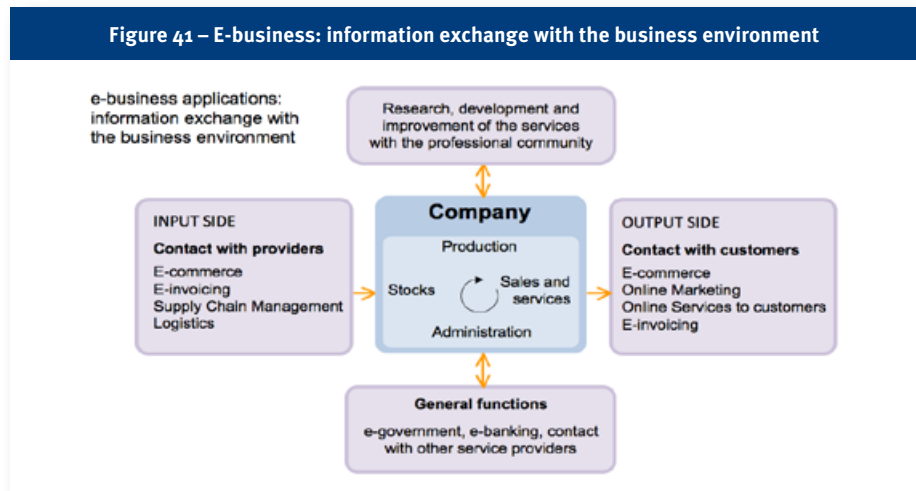 Figure 41 – E-business: information exchange with the business environment
e-business applications:
information exchange with
the business environment
Research, development and
improvement of the services
with the professional community
INPUT SIDE
Contact with providers
E-commerce
E-invoicing
Supply Chain Management
Logistics
Company
Production
Stocks
Sales and
services
Administration
OUTPUT SIDE
Contact with customers
E-commerce
Online Marketing
Online Services to customers
E-invoicing
General functions
e-government, e-banking, contact
with other service providers